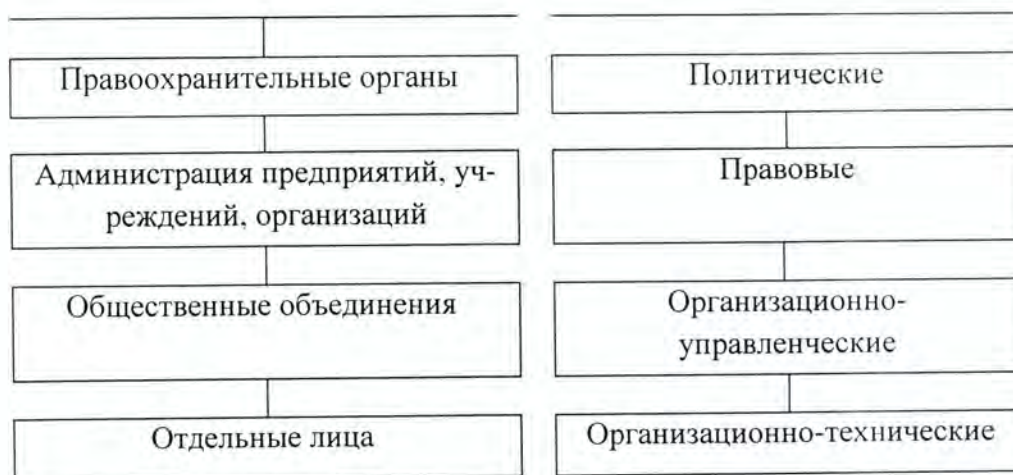 Правоохранительные органы
Администрация предприятий, уч-
реждений, организаций
Общественные объединения
Отдельные лица
Политические
Правовые
Организационно-
управленческие
Организационно-технические